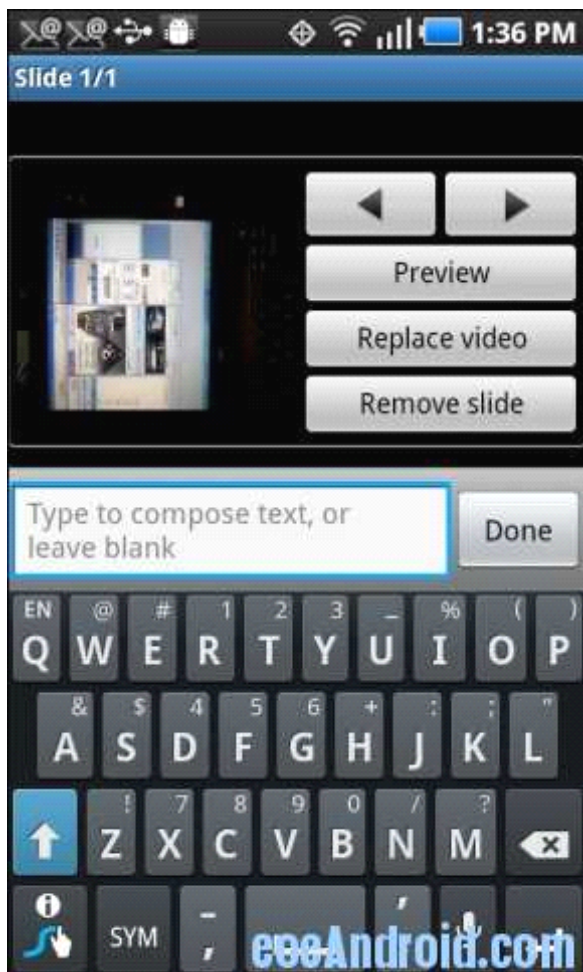 1:36 PM
Slide 1/1
Preview
Replace video
Remove slide
Type to compose text, or
leave blank
Done
EN @ # 1 2 3 _ % ( )
Q W E R T Y U I O P
& $ 4 5 6 + : ; "
A S D F G H J K L
! 7 8 9 0 / ?
Z X C V B N M
SYM - , '
eeeAndroid.com